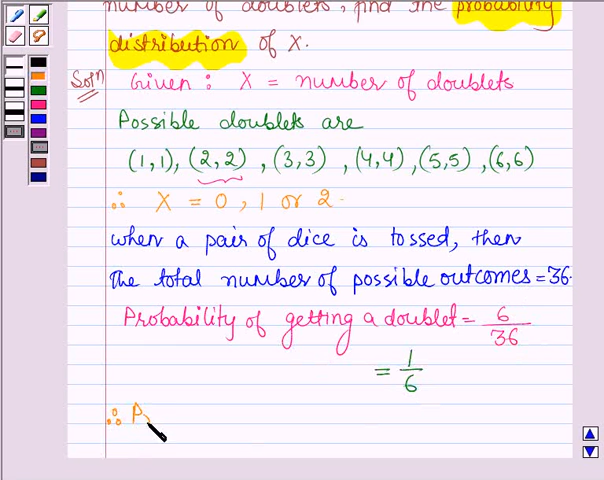 number of doublets, find the probability
distribution of X.
Solⁿ Given : X = number of doublets
Possible doublets are
(1,1), (2,2) , (3,3) , (4,4) , (5,5) , (6,6)
∴ X = 0 , 1 or 2 .
when a pair of dice is tossed, then
the total number of possible outcomes = 36.
Probability of getting a doublet = 6/36
= 1/6
∴ P